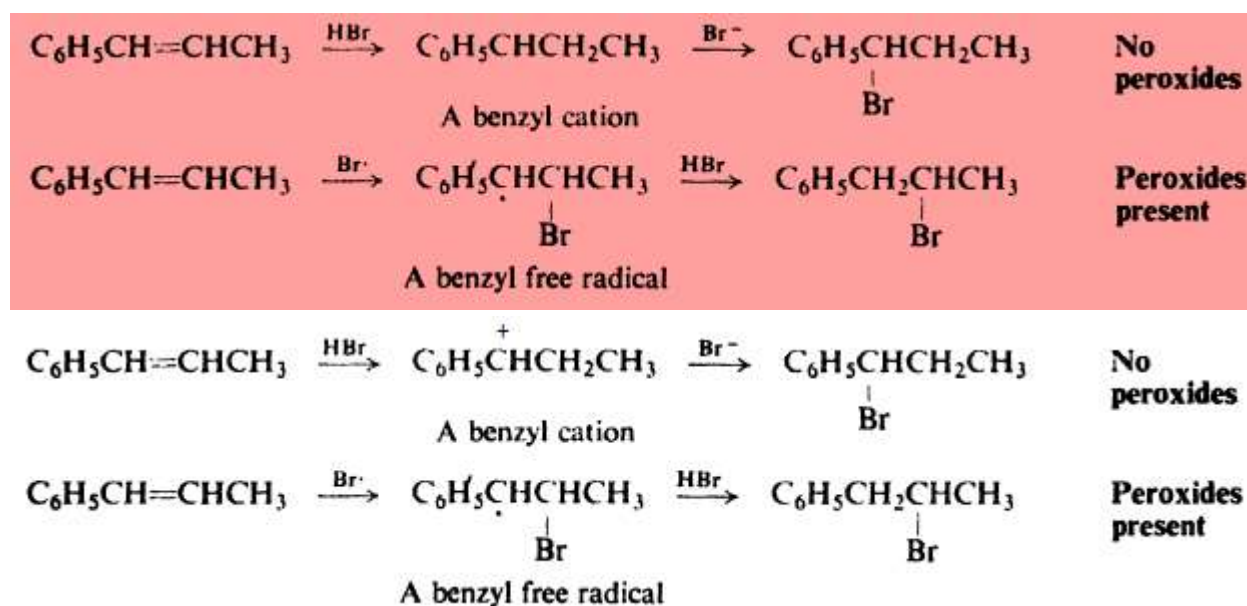 C₆H₅CH=CHCH₃ HBr→ C₆H₅CHCH₂CH₃ Br⁻→ C₆H₅CHCH₂CH₃ No
peroxides
Br
A benzyl cation
C₆H₅CH=CHCH₃ Br·→ C₆H₅ĊHCHCH₃ HBr→ C₆H₅CH₂CHCH₃ Peroxides
present
Br Br
A benzyl free radical
+
C₆H₅CH=CHCH₃ HBr→ C₆H₅CHCH₂CH₃ Br⁻→ C₆H₅CHCH₂CH₃ No
peroxides
Br
A benzyl cation
C₆H₅CH=CHCH₃ Br·→ C₆H₅ĊHCHCH₃ HBr→ C₆H₅CH₂CHCH₃ Peroxides
present
Br Br
A benzyl free radical